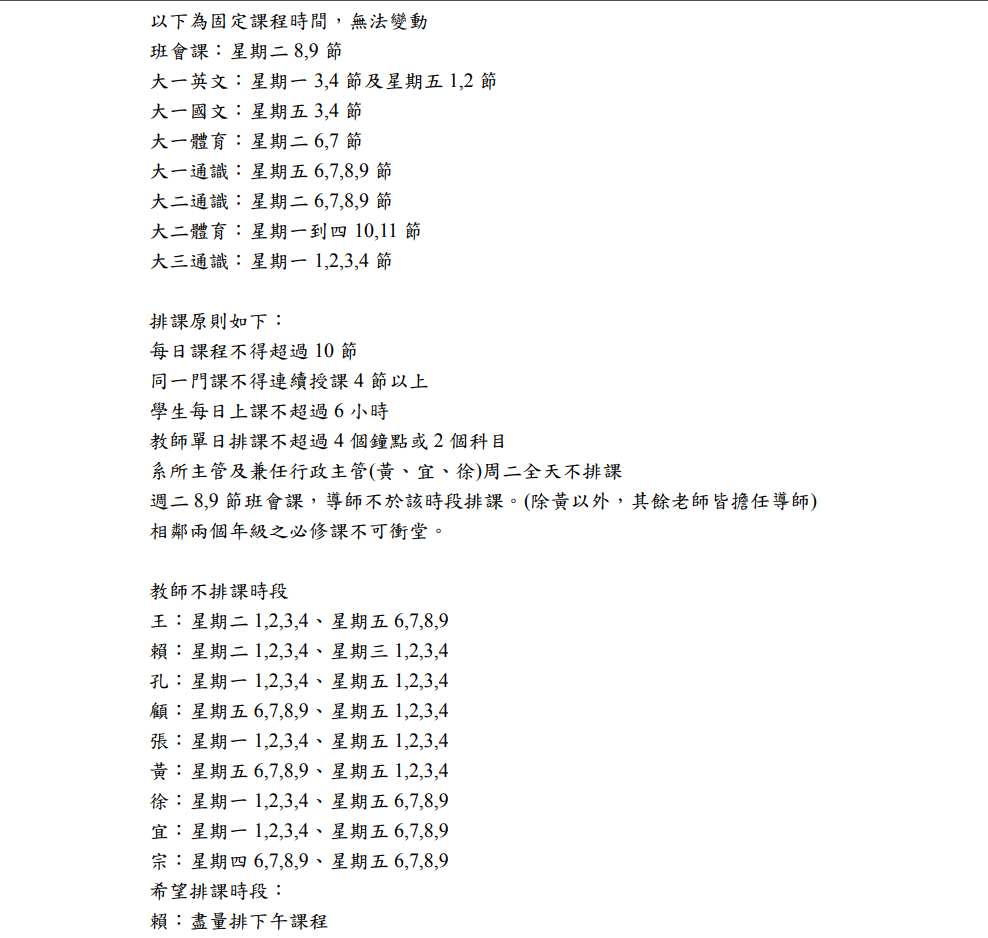 以下為固定課程時間，無法變動
班會課：星期二 8,9 節
大一英文：星期一 3,4 節及星期五 1,2 節
大一國文：星期五 3,4 節
大一體育：星期二 6,7 節
大一通識：星期五 6,7,8,9 節
大二通識：星期二 6,7,8,9 節
大二體育：星期一到四 10,11 節
大三通識：星期一 1,2,3,4 節
排課原則如下：
每日課程不得超過 10 節
同一門課不得連續授課 4 節以上
學生每日上課不超過 6 小時
教師單日排課不超過 4 個鐘點或 2 個科目
系所主管及兼任行政主管(黃、宜、徐)周二全天不排課
週二 8,9 節班會課，導師不於該時段排課。(除黃以外，其餘老師皆擔任導師)
相鄰兩個年級之必修課不可衝堂。
教師不排課時段
王：星期二 1,2,3,4、星期五 6,7,8,9
賴：星期二 1,2,3,4、星期三 1,2,3,4
孔：星期一 1,2,3,4、星期五 1,2,3,4
顧：星期五 6,7,8,9、星期五 1,2,3,4
張：星期一 1,2,3,4、星期五 1,2,3,4
黃：星期五 6,7,8,9、星期五 1,2,3,4
徐：星期一 1,2,3,4、星期五 6,7,8,9
宜：星期一 1,2,3,4、星期五 6,7,8,9
宗：星期四 6,7,8,9、星期五 6,7,8,9
希望排課時段：
賴：盡量排下午課程